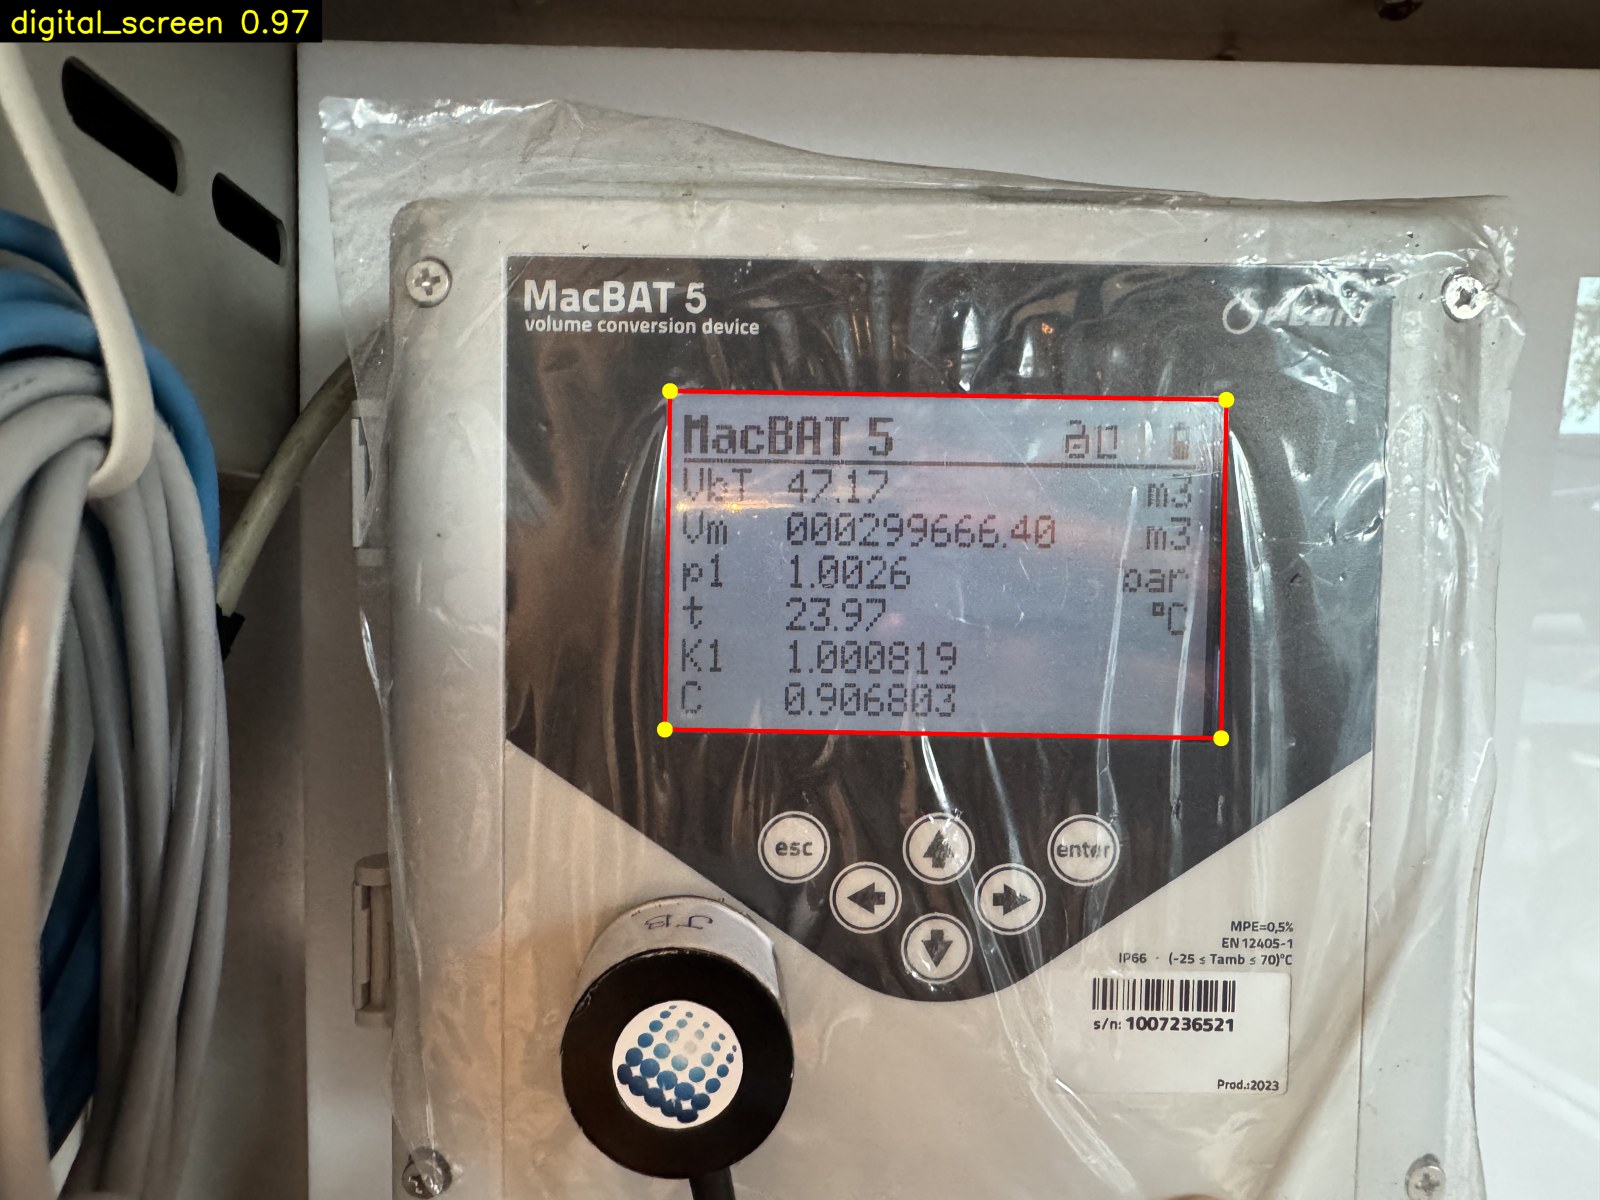 digital_screen 0.97
MacBAT 5
volume conversion device
MacBAT 5
VbT 47.17 m3
Vm 000299666.40 m3
p1 1.0026 bar
t 23.97 °C
K1 1.000819
C 0.906803
esc
enter
JB
MPE=0,5%
EN 12405-1
IP66 · (-25 ≤ Tamb ≤ 70)°C
s/n: 1007236521
Prod.:2023